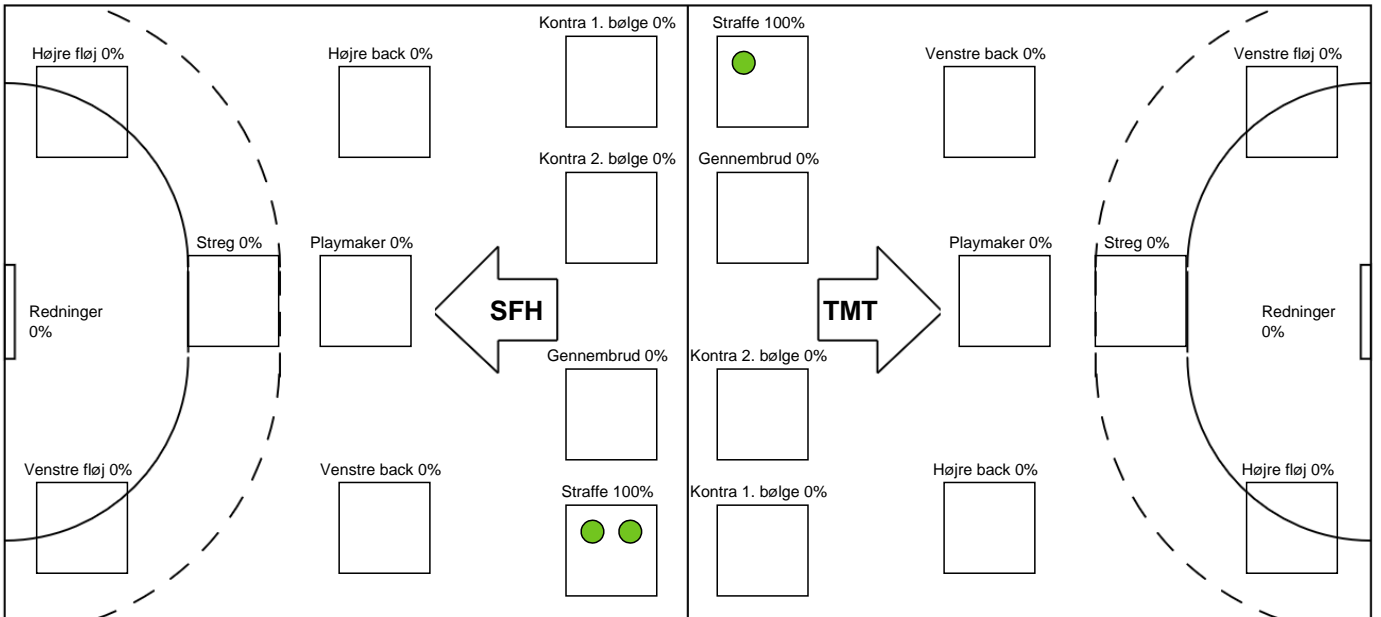 Kontra 1. bølge 0%
Straffe 100%
Højre fløj 0%
Højre back 0%
Venstre back 0%
Venstre fløj 0%
Kontra 2. bølge 0%
Gennembrud 0%
Streg 0%
Playmaker 0%
Playmaker 0%
Streg 0%
SFH
TMT
Redninger
0%
Redninger
0%
Gennembrud 0%
Kontra 2. bølge 0%
Venstre fløj 0%
Venstre back 0%
Højre back 0%
Højre fløj 0%
Straffe 100%
Kontra 1. bølge 0%